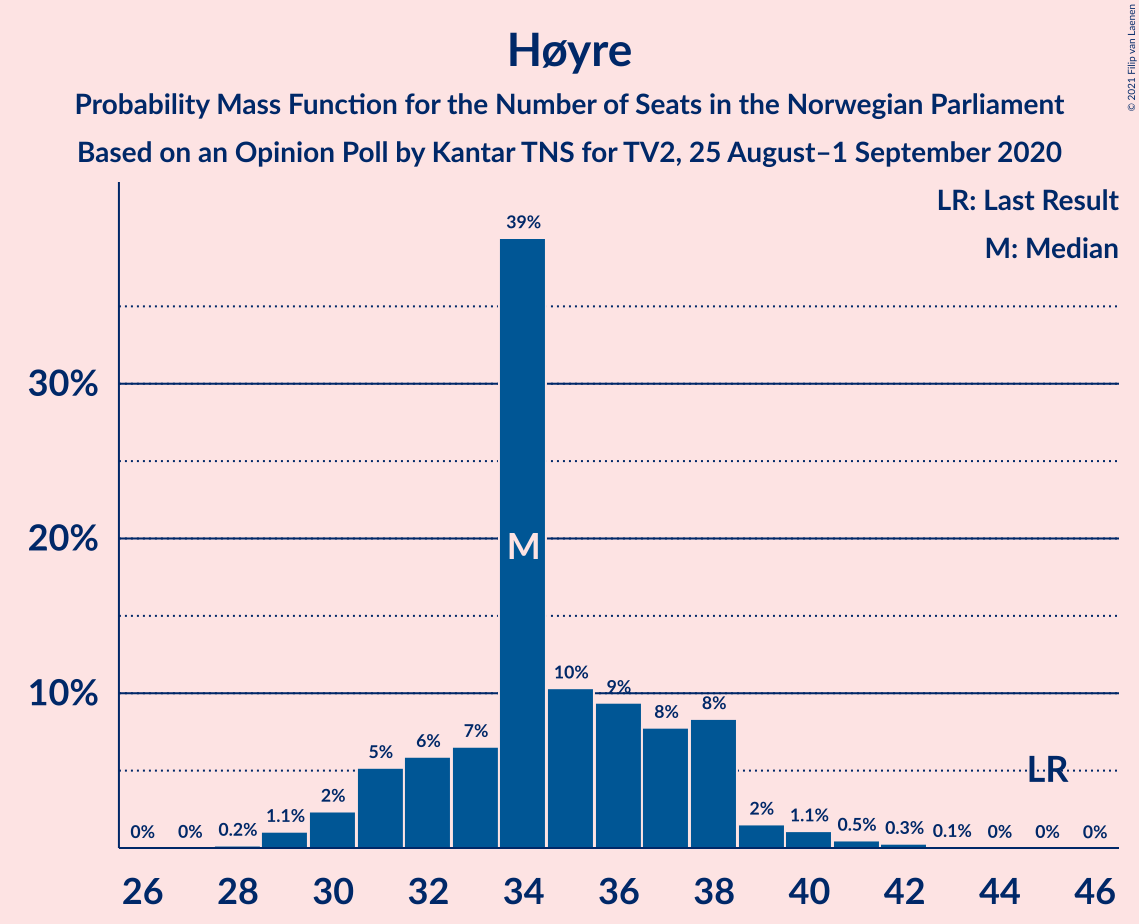 Høyre
Probability Mass Function for the Number of Seats in the Norwegian Parliament
Based on an Opinion Poll by Kantar TNS for TV2, 25 August–1 September 2020
© 2021 Filip van Laenen
LR: Last Result
M: Median
30%
20%
10%
0% 0% 0.2% 1.1% 2% 5% 6% 7% 39% 10% 9% 8% 8% 2% 1.1% 0.5% 0.3% 0.1% 0% 0% 0%
M
LR
26 28 30 32 34 36 38 40 42 44 46